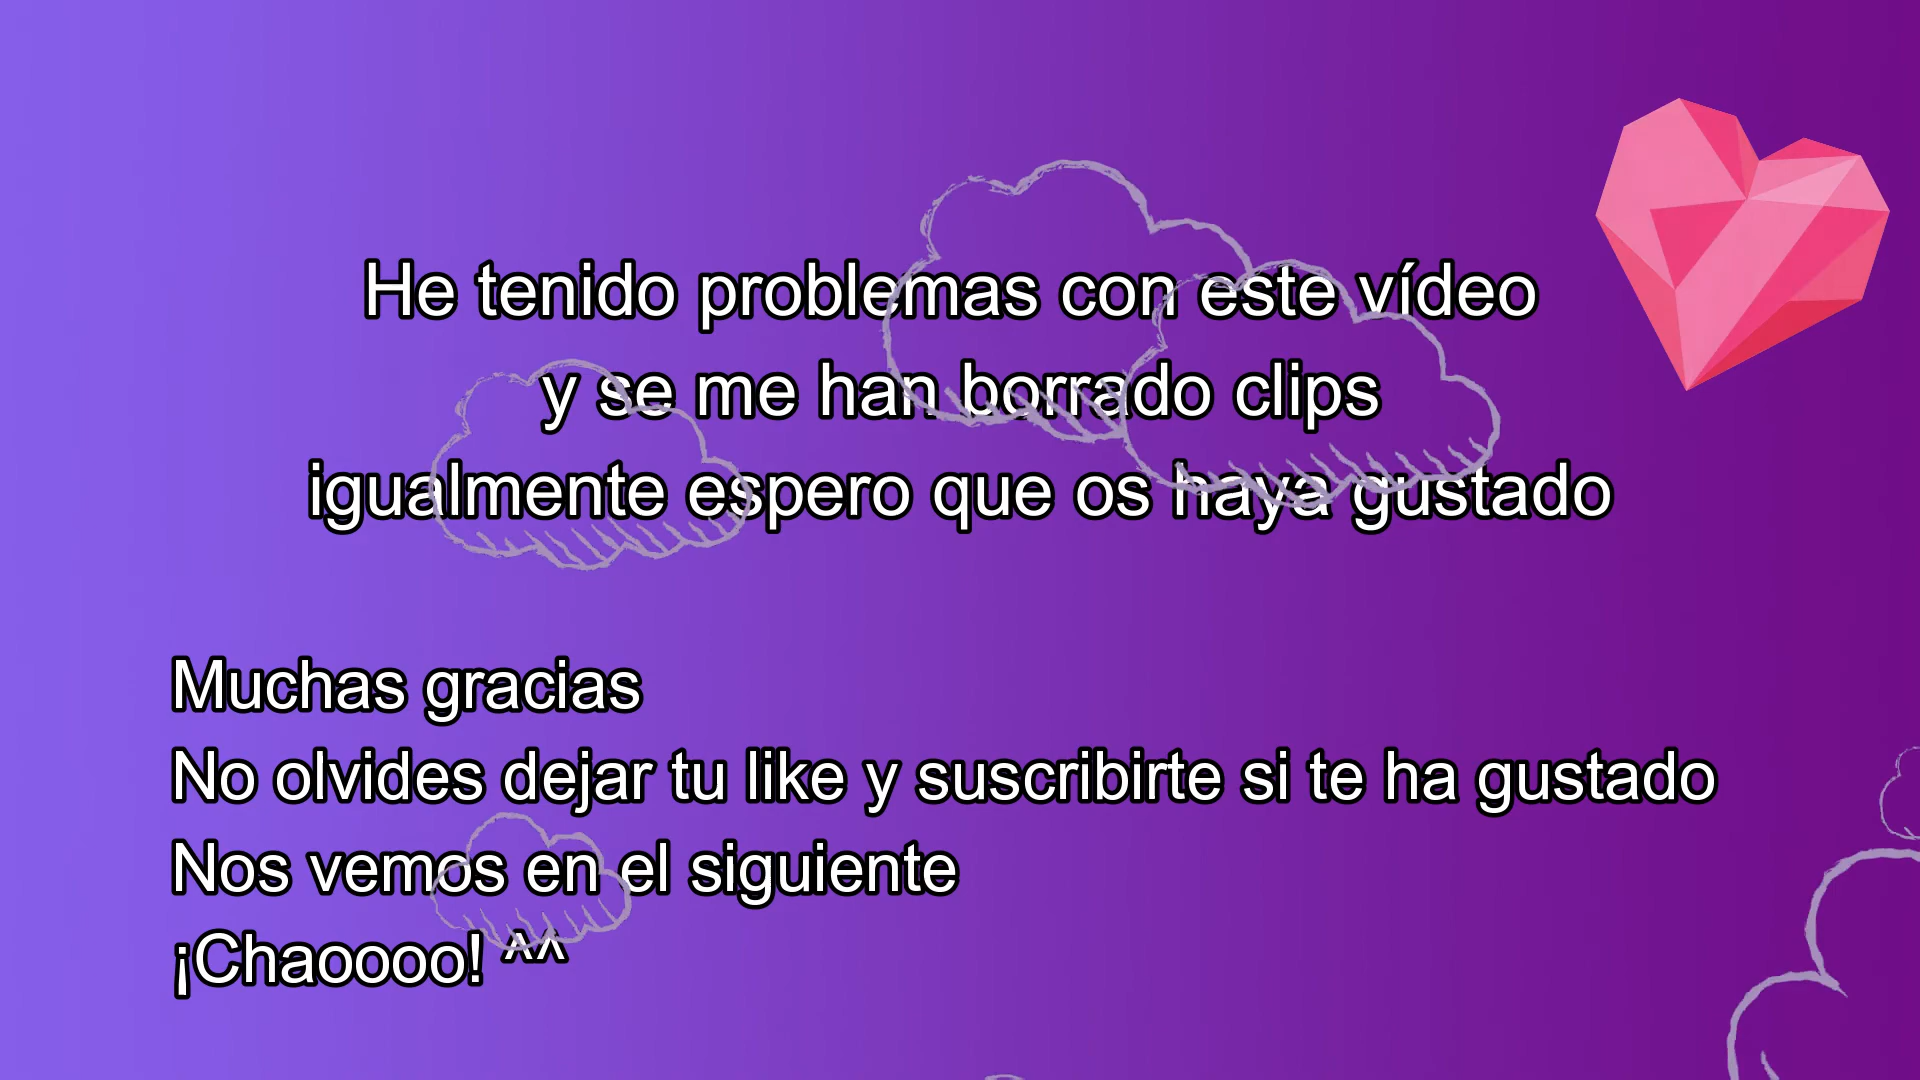 He tenido problemas con este vídeo
y se me han borrado clips
igualmente espero que os haya gustado
Muchas gracias
No olvides dejar tu like y suscribirte si te ha gustado
Nos vemos en el siguiente
¡Chaoooo! ^^